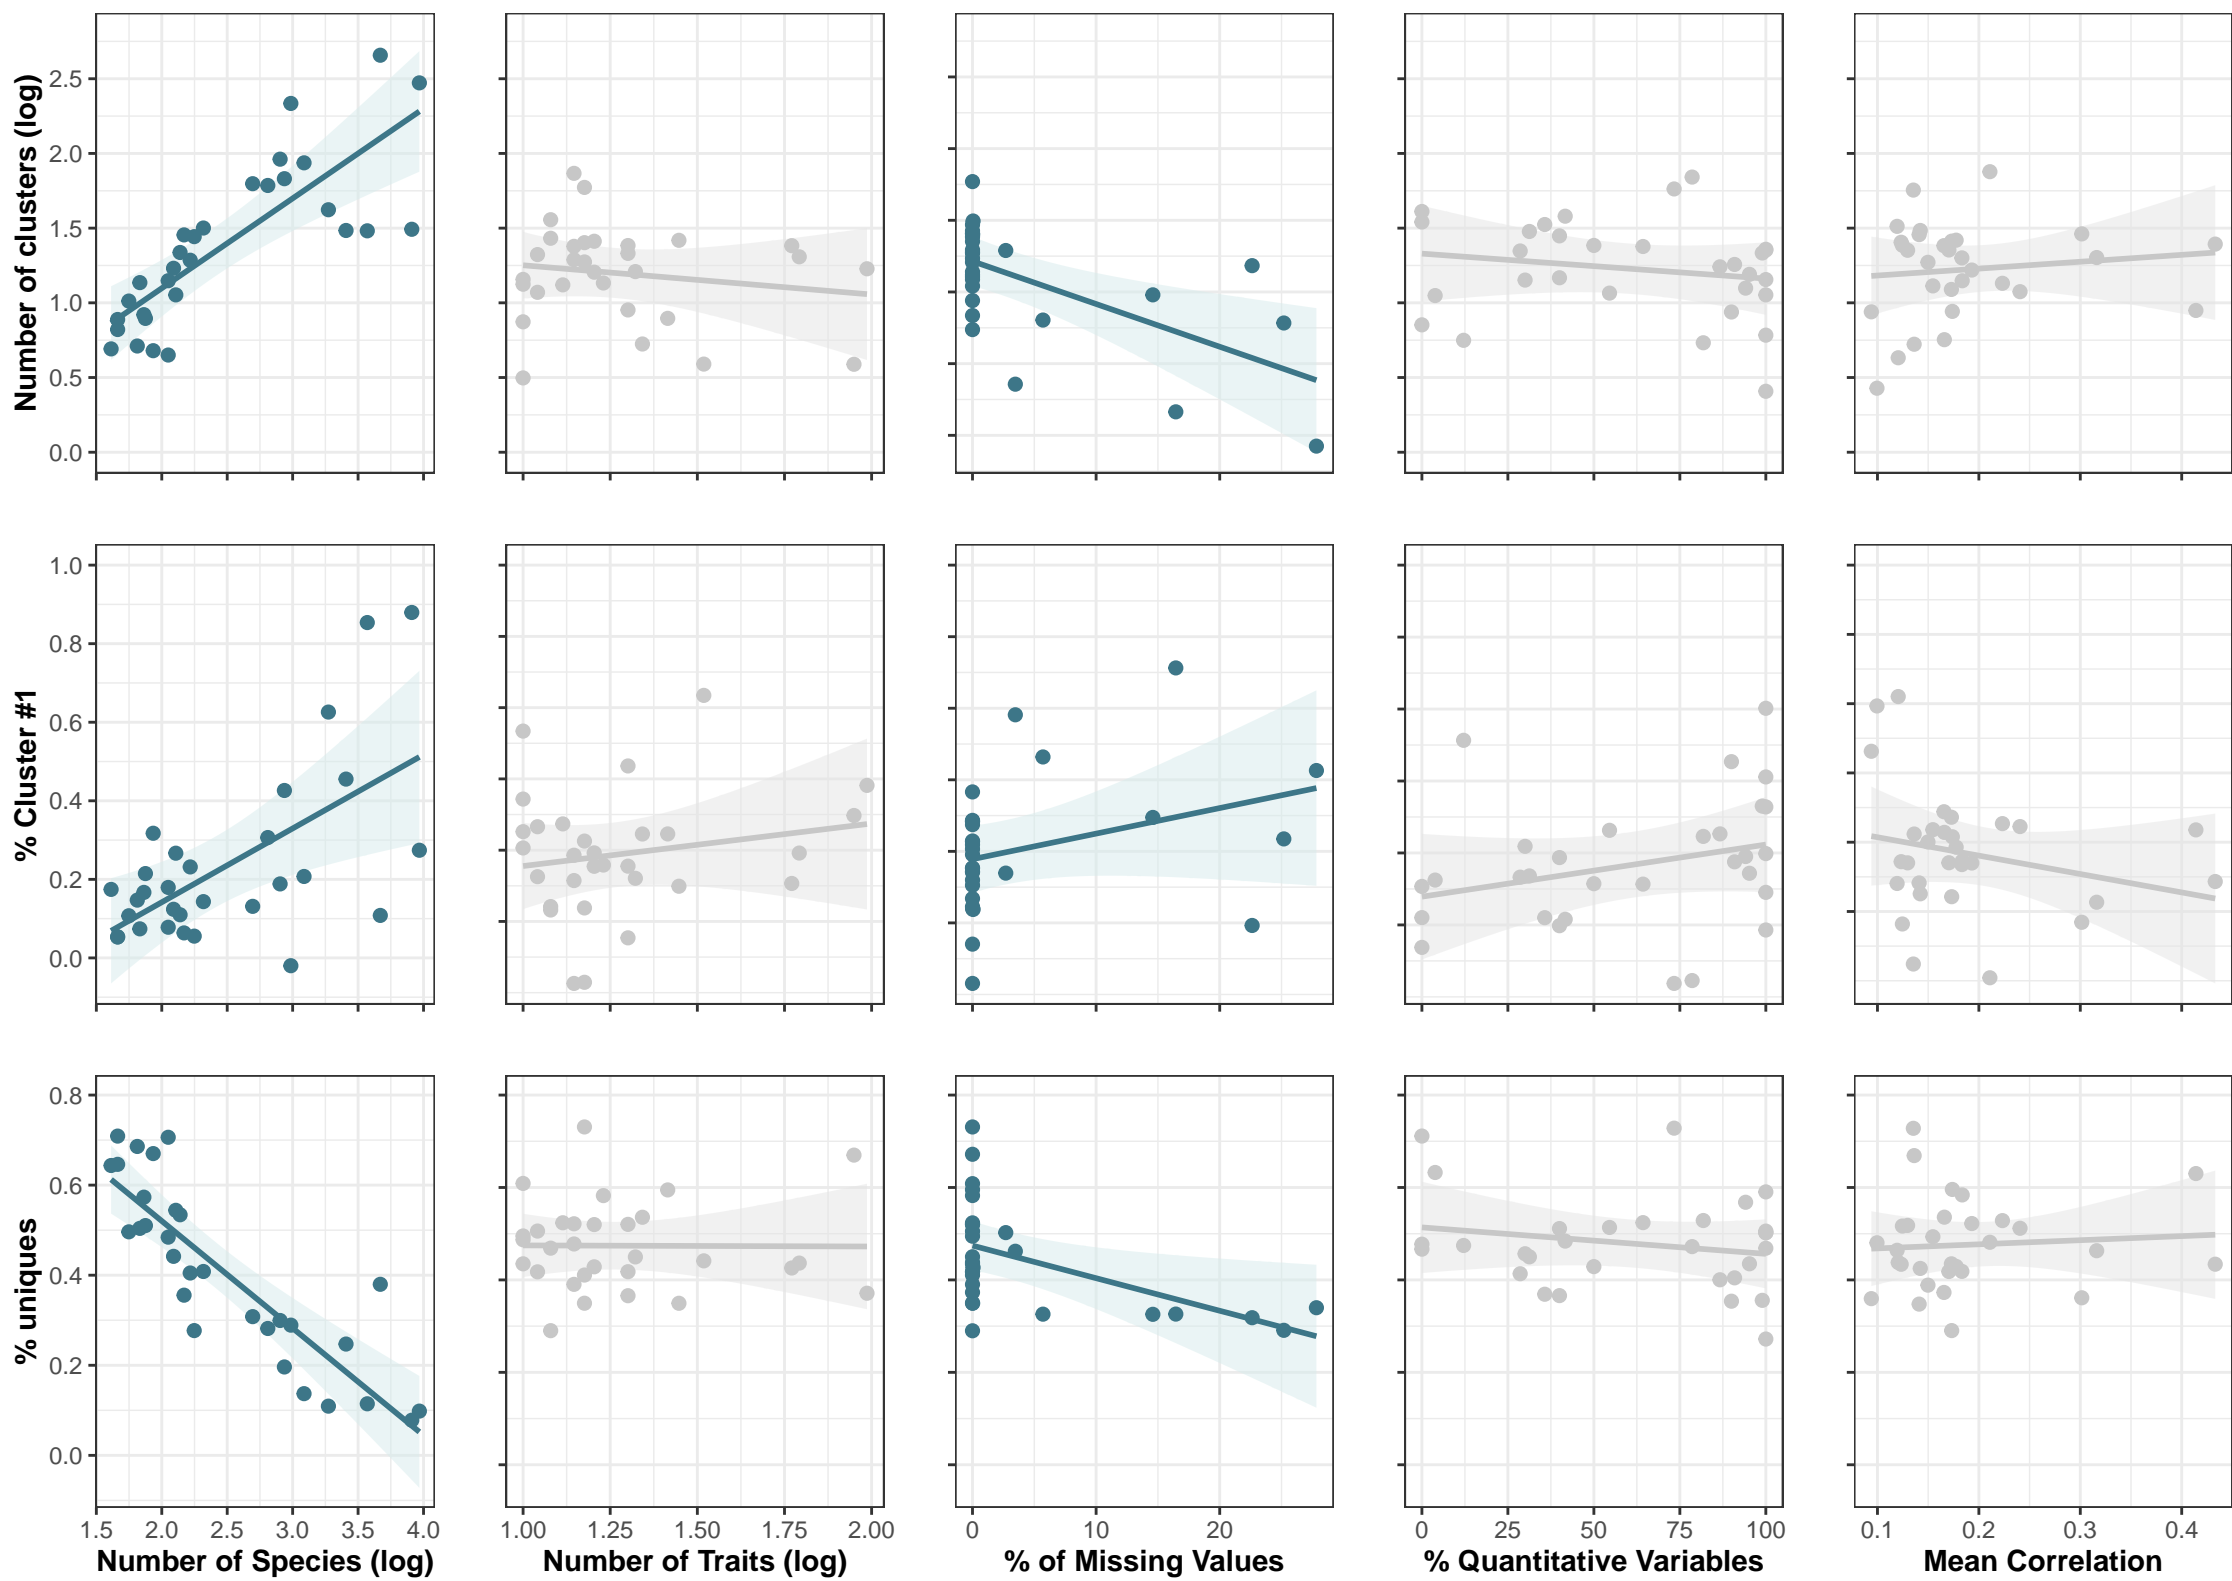 Number of clusters (log)
2.5
2.0
1.5
1.0
0.5
0.0
% Cluster #1
1.0
0.8
0.6
0.4
0.2
0.0
% uniques
0.8
0.6
0.4
0.2
0.0
1.5 2.0 2.5 3.0 3.5 4.0
Number of Species (log)
1.00 1.25 1.50 1.75 2.00
Number of Traits (log)
0 10 20
% of Missing Values
0 25 50 75 100
% Quantitative Variables
0.1 0.2 0.3 0.4
Mean Correlation